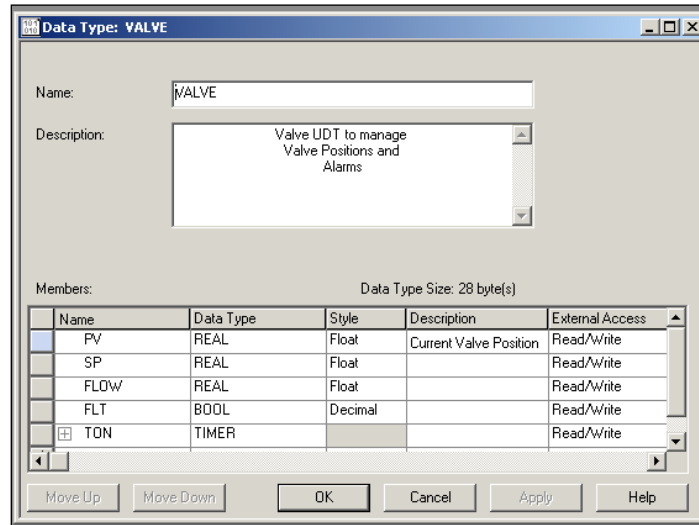 Data Type: VALVE
Name:
VALVE
Description:
Valve UDT to manage
Valve Positions and
Alarms
Members:
Data Type Size: 28 byte(s)
Name Data Type Style Description External Access
PV REAL Float Current Valve Position Read/Write
SP REAL Float Read/Write
FLOW REAL Float Read/Write
FLT BOOL Decimal Read/Write
TON TIMER Read/Write
Move Up Move Down OK Cancel Apply Help